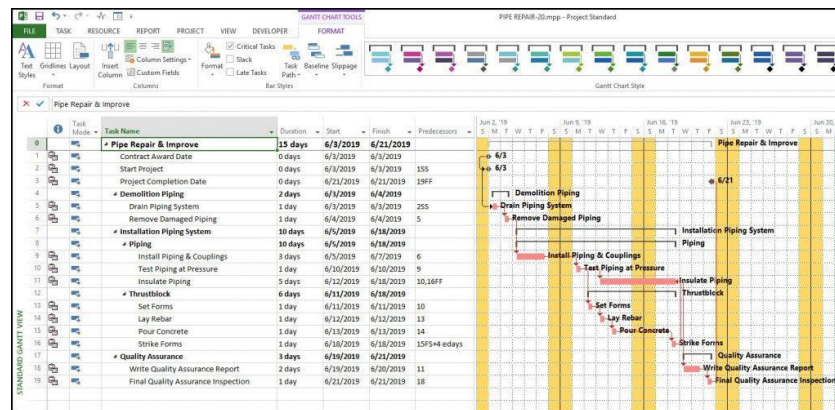 GANTT CHART TOOLS
PIPE REPAIR-20.mpp - Project Standard
FILE TASK RESOURCE REPORT PROJECT VIEW DEVELOPER FORMAT
Text Styles Gridlines Layout Insert Column Column Settings Custom Fields Format Critical Tasks Slack Late Tasks Task Path Baseline Slippage
Format Columns Bar Styles Gantt Chart Style
Pipe Repair & Improve
Task Mode Task Name Duration Start Finish Predecessors Jun 2, '19 Jun 9, '19 Jun 16, '19 Jun 23, '19 Jun 30,
S M T W T F S S M T W T F S S M T W T F S S M T W T F S S M
0 Pipe Repair & Improve 15 days 6/3/2019 6/21/2019 Pipe Repair & Improve
1 Contract Award Date 0 days 6/3/2019 6/3/2019 6/3
2 Start Project 0 days 6/3/2019 6/3/2019 1SS 6/3
3 Project Completion Date 0 days 6/21/2019 6/21/2019 19FF 6/21
4 Demolition Piping 2 days 6/3/2019 6/4/2019 Demolition Piping
5 Drain Piping System 1 day 6/3/2019 6/3/2019 2SS Drain Piping System
6 Remove Damaged Piping 1 day 6/4/2019 6/4/2019 5 Remove Damaged Piping
7 Installation Piping System 10 days 6/5/2019 6/18/2019 Installation Piping System
8 Piping 10 days 6/5/2019 6/18/2019 Piping
9 Install Piping & Couplings 3 days 6/5/2019 6/7/2019 6 Install Piping & Couplings
10 Test Piping at Pressure 1 day 6/10/2019 6/10/2019 9 Test Piping at Pressure
11 Insulate Piping 5 days 6/12/2019 6/18/2019 10,16FF Insulate Piping
12 Thrustblock 6 days 6/11/2019 6/18/2019 Thrustblock
13 Set Forms 1 day 6/11/2019 6/11/2019 10 Set Forms
14 Lay Rebar 1 day 6/12/2019 6/12/2019 13 Lay Rebar
15 Pour Concrete 1 day 6/13/2019 6/13/2019 14 Pour Concrete
16 Strike Forms 1 day 6/18/2019 6/18/2019 15FS+4 edays Strike Forms
17 Quality Assurance 3 days 6/19/2019 6/21/2019 Quality Assurance
18 Write Quality Assurance Report 2 days 6/19/2019 6/20/2019 11 Write Quality Assurance Report
19 Final Quality Assurance Inspection 1 day 6/21/2019 6/21/2019 18 Final Quality Assurance Inspection
STANDARD GANTT VIEW